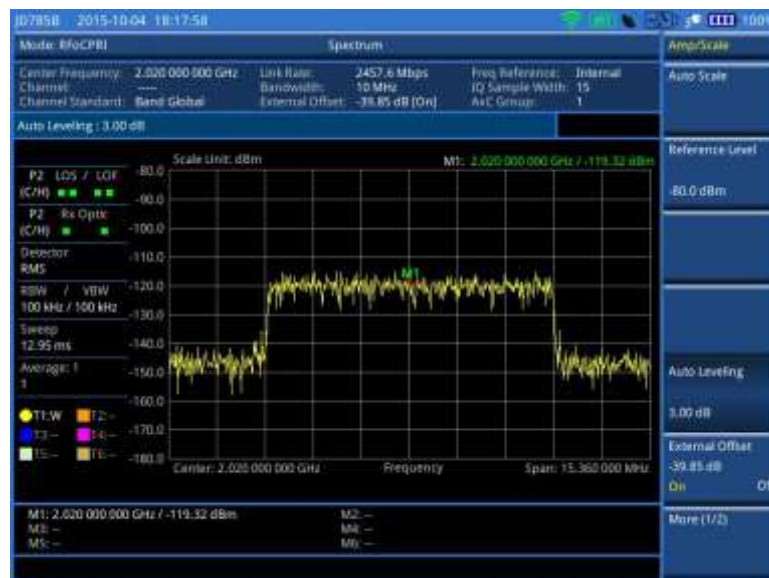 JD785B 2015-10-04 18:17:58
100%
Mode: RFoCPRI
Spectrum
Amp/Scale
Center Frequency: 2.020 000 000 GHz
Link Rate: 2457.6 Mbps
Freq Reference: Internal
Channel: ----
Bandwidth: 10 MHz
IQ Sample Width: 15
Channel Standard: Band Global
External Offset: -39.85 dB [On]
AxC Group: 1
Auto Leveling : 3.00 dB
Auto Scale
Reference Level
-80.0 dBm
Auto Leveling
3.00 dB
External Offset
-39.85 dB
On Of
More (1/2)
P2 LOS / LOF
(C/H)
P2 Rx Optic
(C/H)
Detector
RMS
RBW / VBW
100 kHz / 100 kHz
Sweep
12.95 ms
Average: 1
1
T1:W T2:--
T3:-- T4:--
T5:-- T6:--
Scale Unit: dBm
M1: 2.020 000 000 GHz / -119.32 dBm
-80.0
-90.0
-100.0
-110.0
-120.0
-130.0
-140.0
-150.0
-160.0
-170.0
-180.0
M1
Center: 2.020 000 000 GHz
Frequency
Span: 15.360 000 MHz
M1: 2.020 000 000 GHz / -119.32 dBm
M2: --
M3: --
M4: --
M5: --
M6: --